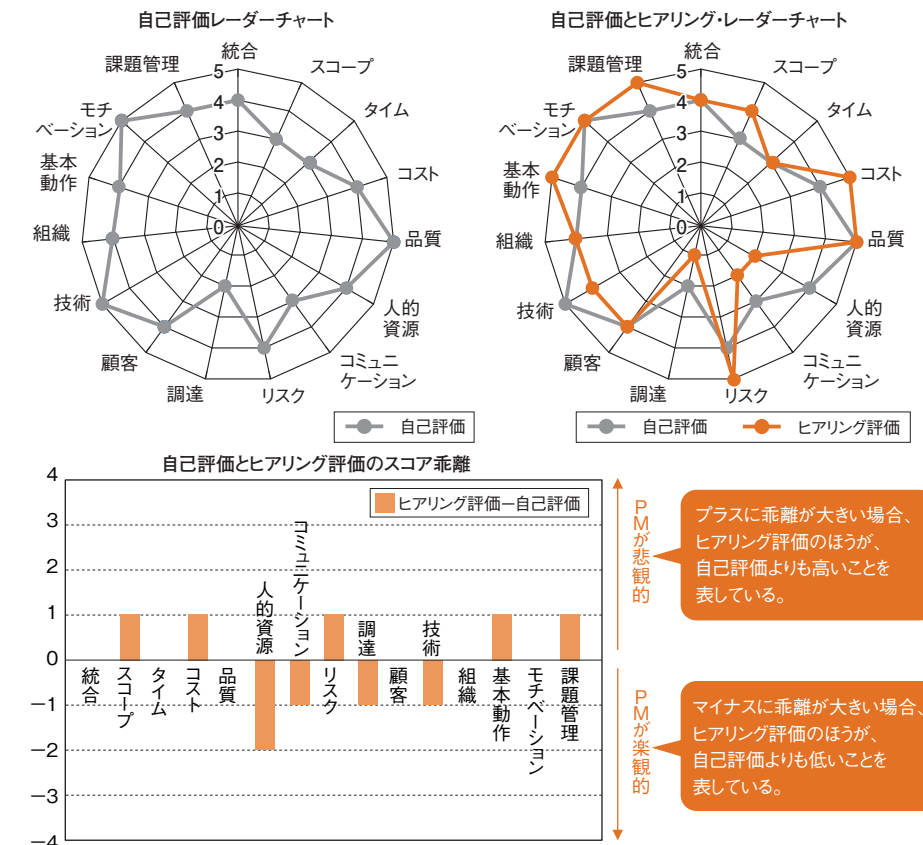 自己評価レーダーチャート
統合
スコープ
タイム
コスト
品質
人的
資源
コミュニ
ケーション
リスク
調達
顧客
技術
組織
基本
動作
モチ
ベーション
課題管理
5
4
3
2
1
0
自己評価
自己評価とヒアリング・レーダーチャート
統合
スコープ
タイム
コスト
品質
人的
資源
コミュニ
ケーション
リスク
調達
顧客
技術
組織
基本
動作
モチ
ベーション
課題管理
5
4
3
2
1
0
自己評価
ヒアリング評価
自己評価とヒアリング評価のスコア乖離
4
3
2
1
0
−1
−2
−3
−4
ヒアリング評価−自己評価
統合
スコープ
タイム
コスト
品質
人的資源
コミュニケーション
リスク
調達
顧客
技術
組織
基本動作
モチベーション
課題管理
PMが悲観的
プラスに乖離が大きい場合、
ヒアリング評価のほうが、
自己評価よりも高いことを
表している。
PMが楽観的
マイナスに乖離が大きい場合、
ヒアリング評価のほうが、
自己評価よりも低いことを
表している。